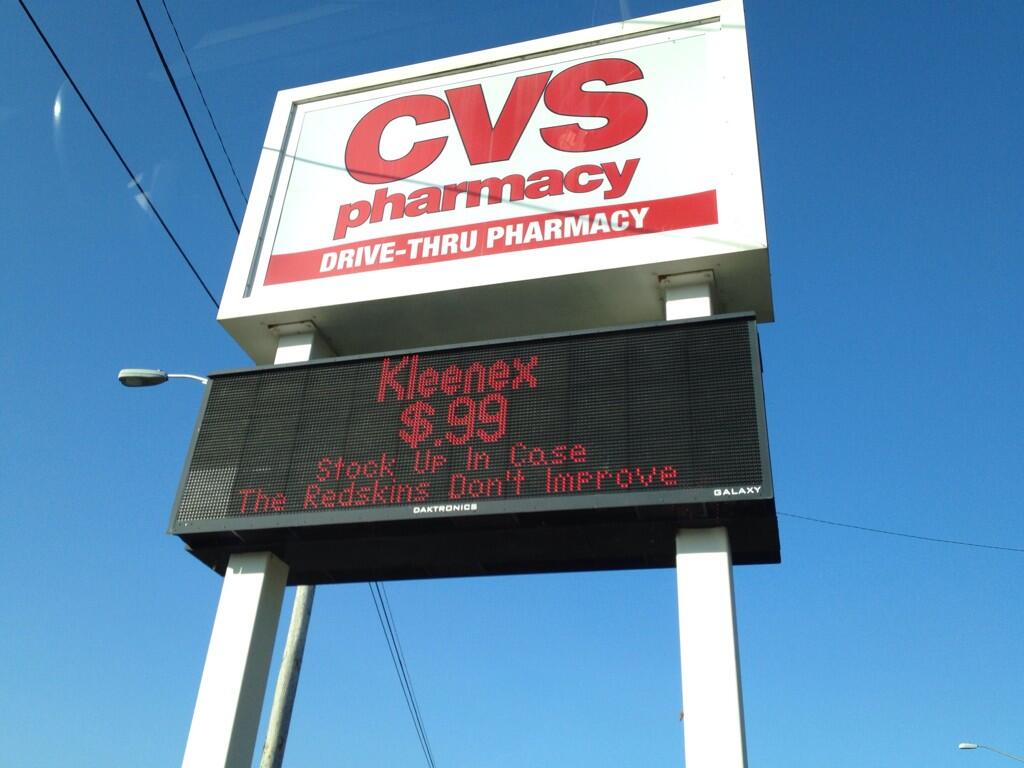 CVS
pharmacy
DRIVE-THRU PHARMACY
Kleenex
$.99
Stock Up In Case
The Redskins Don't Improve
DAKTRONICS
GALAXY